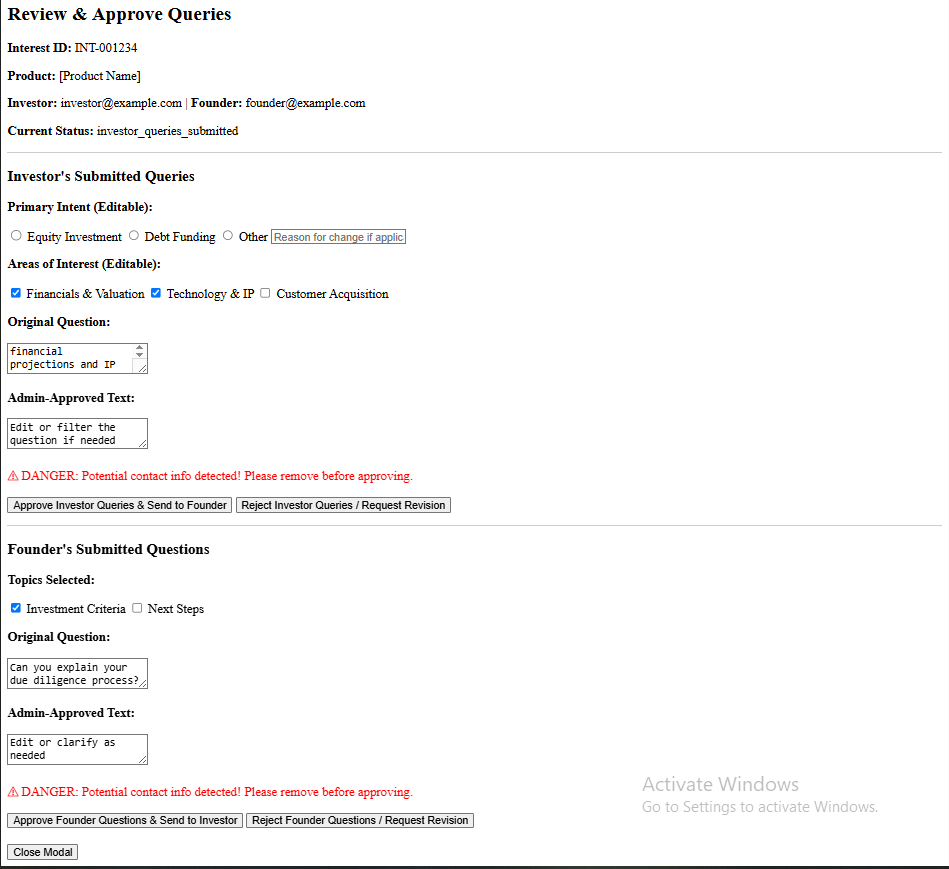 Review & Approve Queries
Interest ID: INT-001234
Product: [Product Name]
Investor: investor@example.com | Founder: founder@example.com
Current Status: investor_queries_submitted
Investor's Submitted Queries
Primary Intent (Editable):
Equity Investment Debt Funding Other Reason for change if applic
Areas of Interest (Editable):
Financials & Valuation Technology & IP Customer Acquisition
Original Question:
financial
projections and IP
Admin-Approved Text:
Edit or filter the
question if needed
⚠ DANGER: Potential contact info detected! Please remove before approving.
Approve Investor Queries & Send to Founder Reject Investor Queries / Request Revision
Founder's Submitted Questions
Topics Selected:
Investment Criteria Next Steps
Original Question:
Can you explain your
due diligence process?
Admin-Approved Text:
Edit or clarify as
needed
⚠ DANGER: Potential contact info detected! Please remove before approving.
Approve Founder Questions & Send to Investor Reject Founder Questions / Request Revision
Close Modal
Activate Windows
Go to Settings to activate Windows.